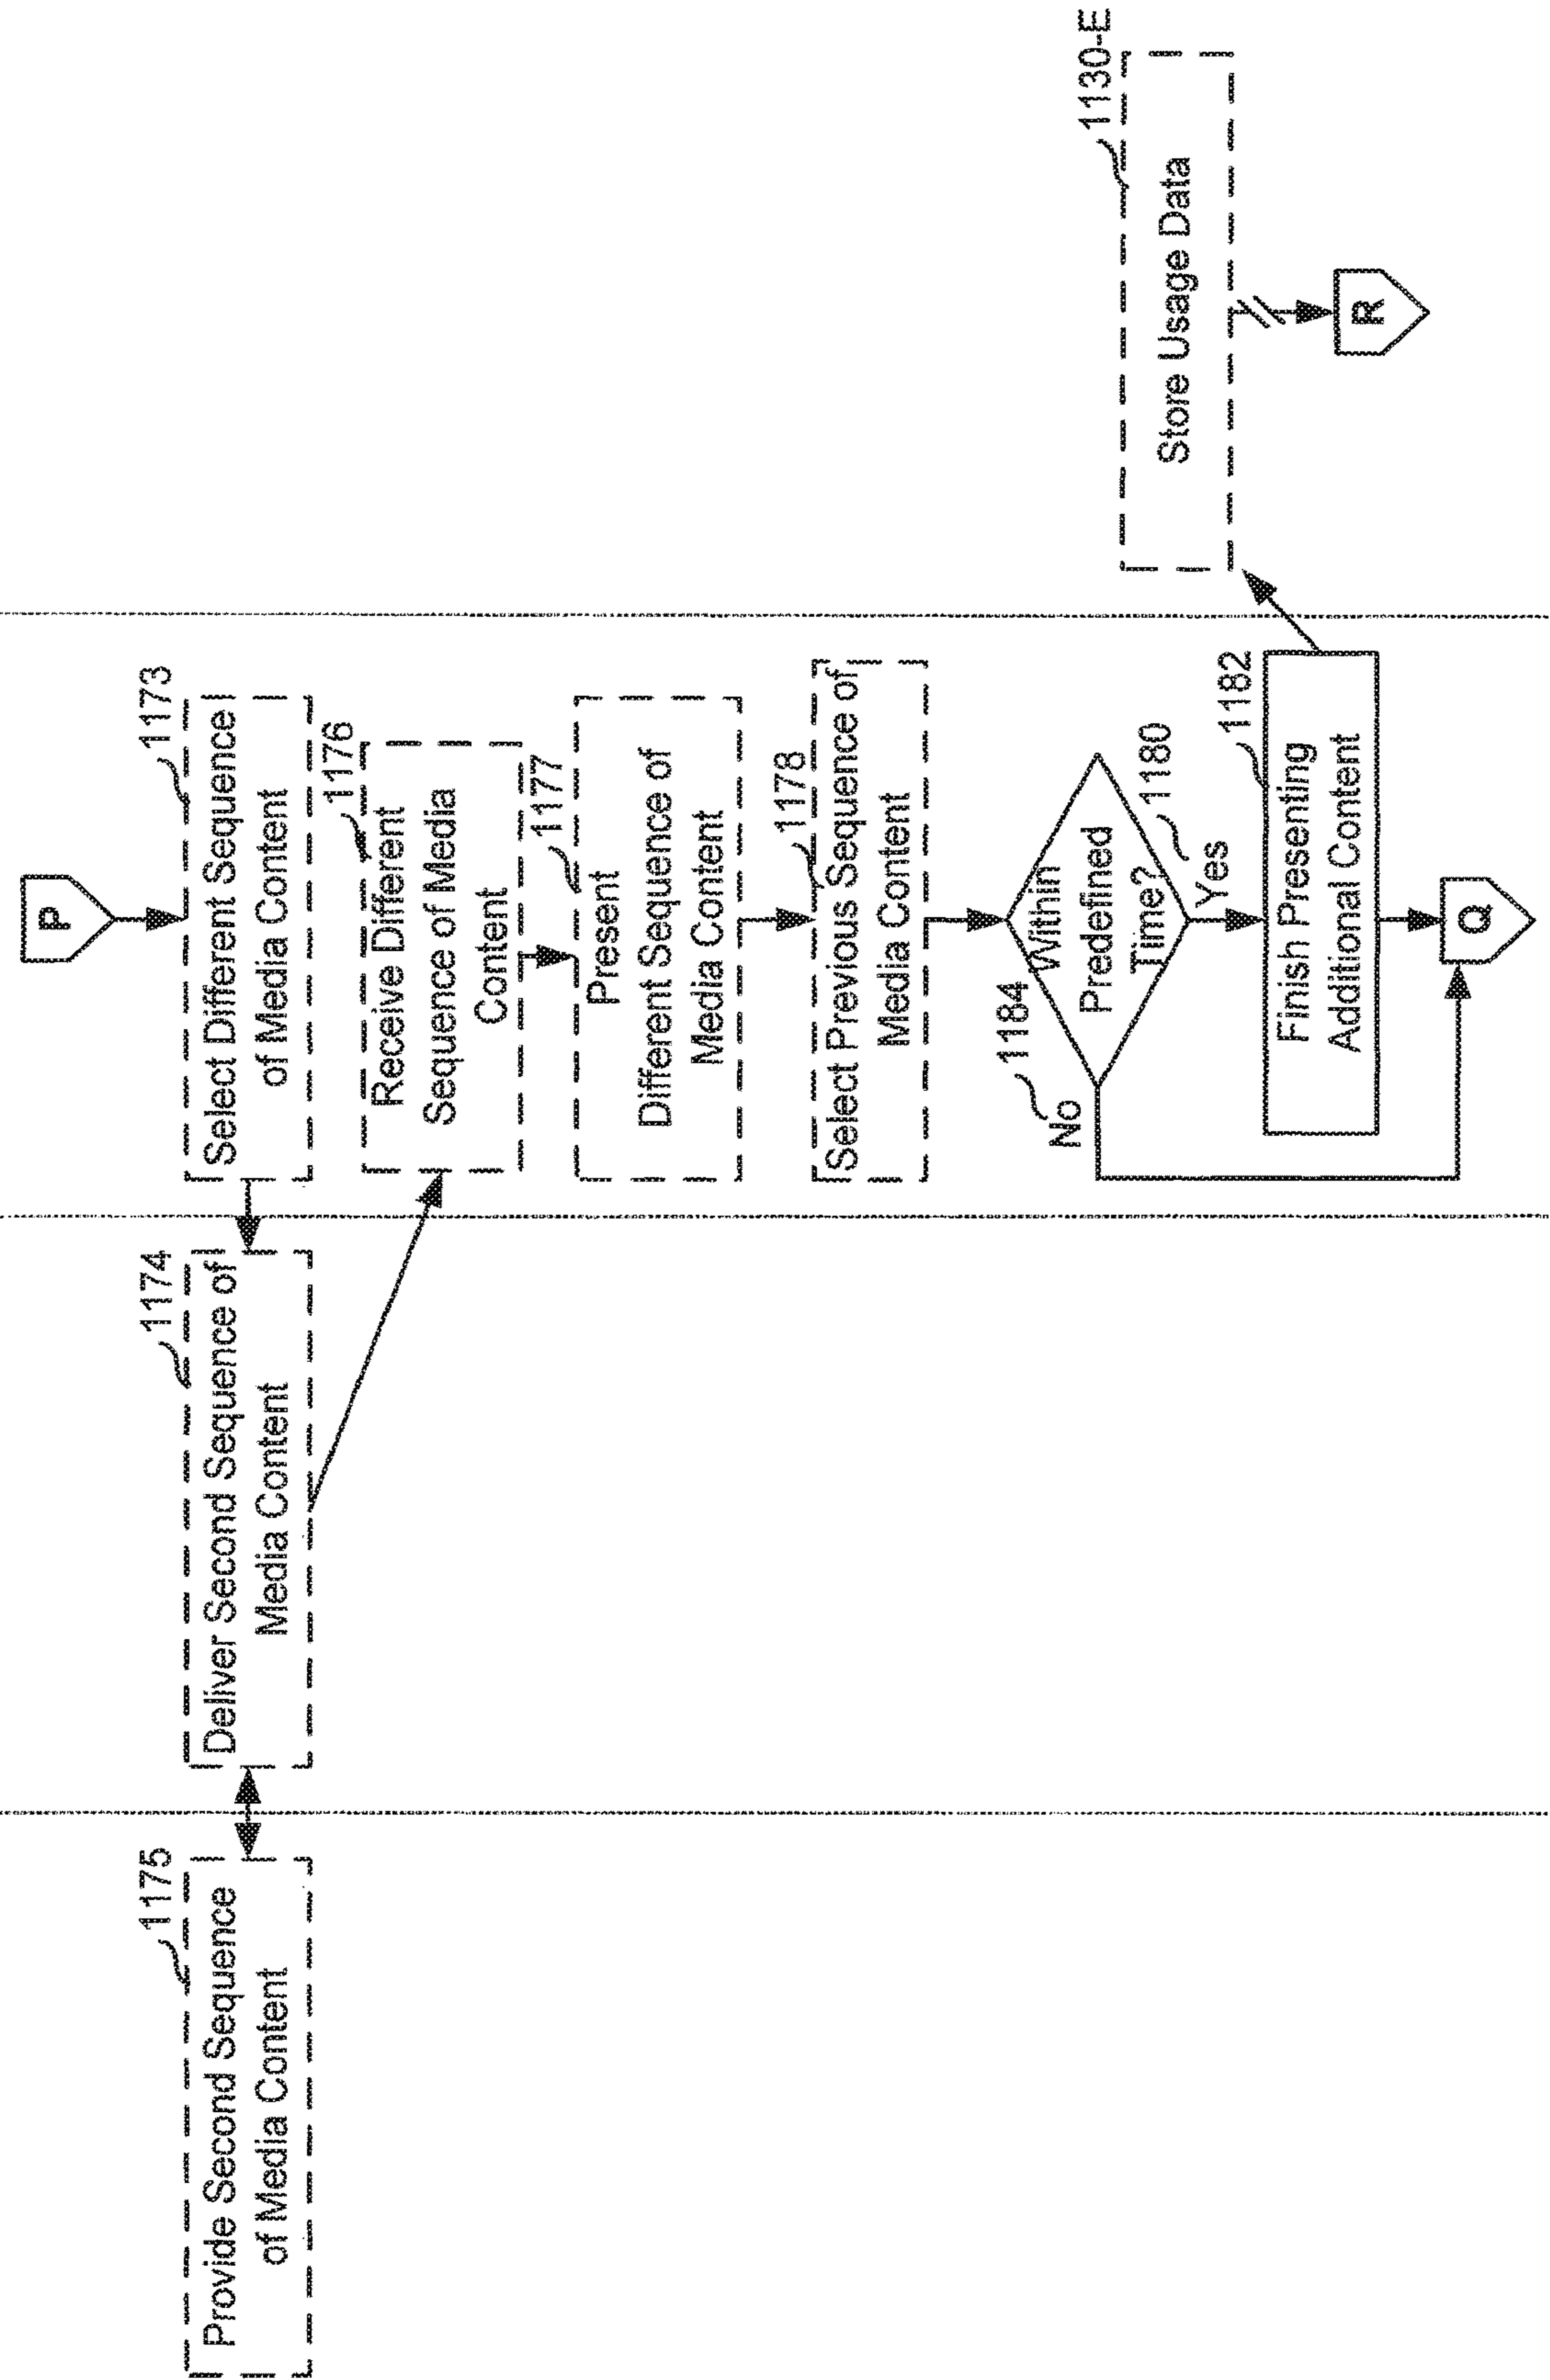 P
1175
Provide Second Sequence
of Media Content
1174
Deliver Second Sequence of
Media Content
1173
Select Different Sequence
of Media Content
1176
Receive Different
Sequence of Media
Content
1177
Present
Different Sequence of
Media Content
1178
Select Previous Sequence of
Media Content
1184
No
Within
Predefined
Time?
1180
Yes
1182
Finish Presenting
Additional Content
Q
1130-E
Store Usage Data
R